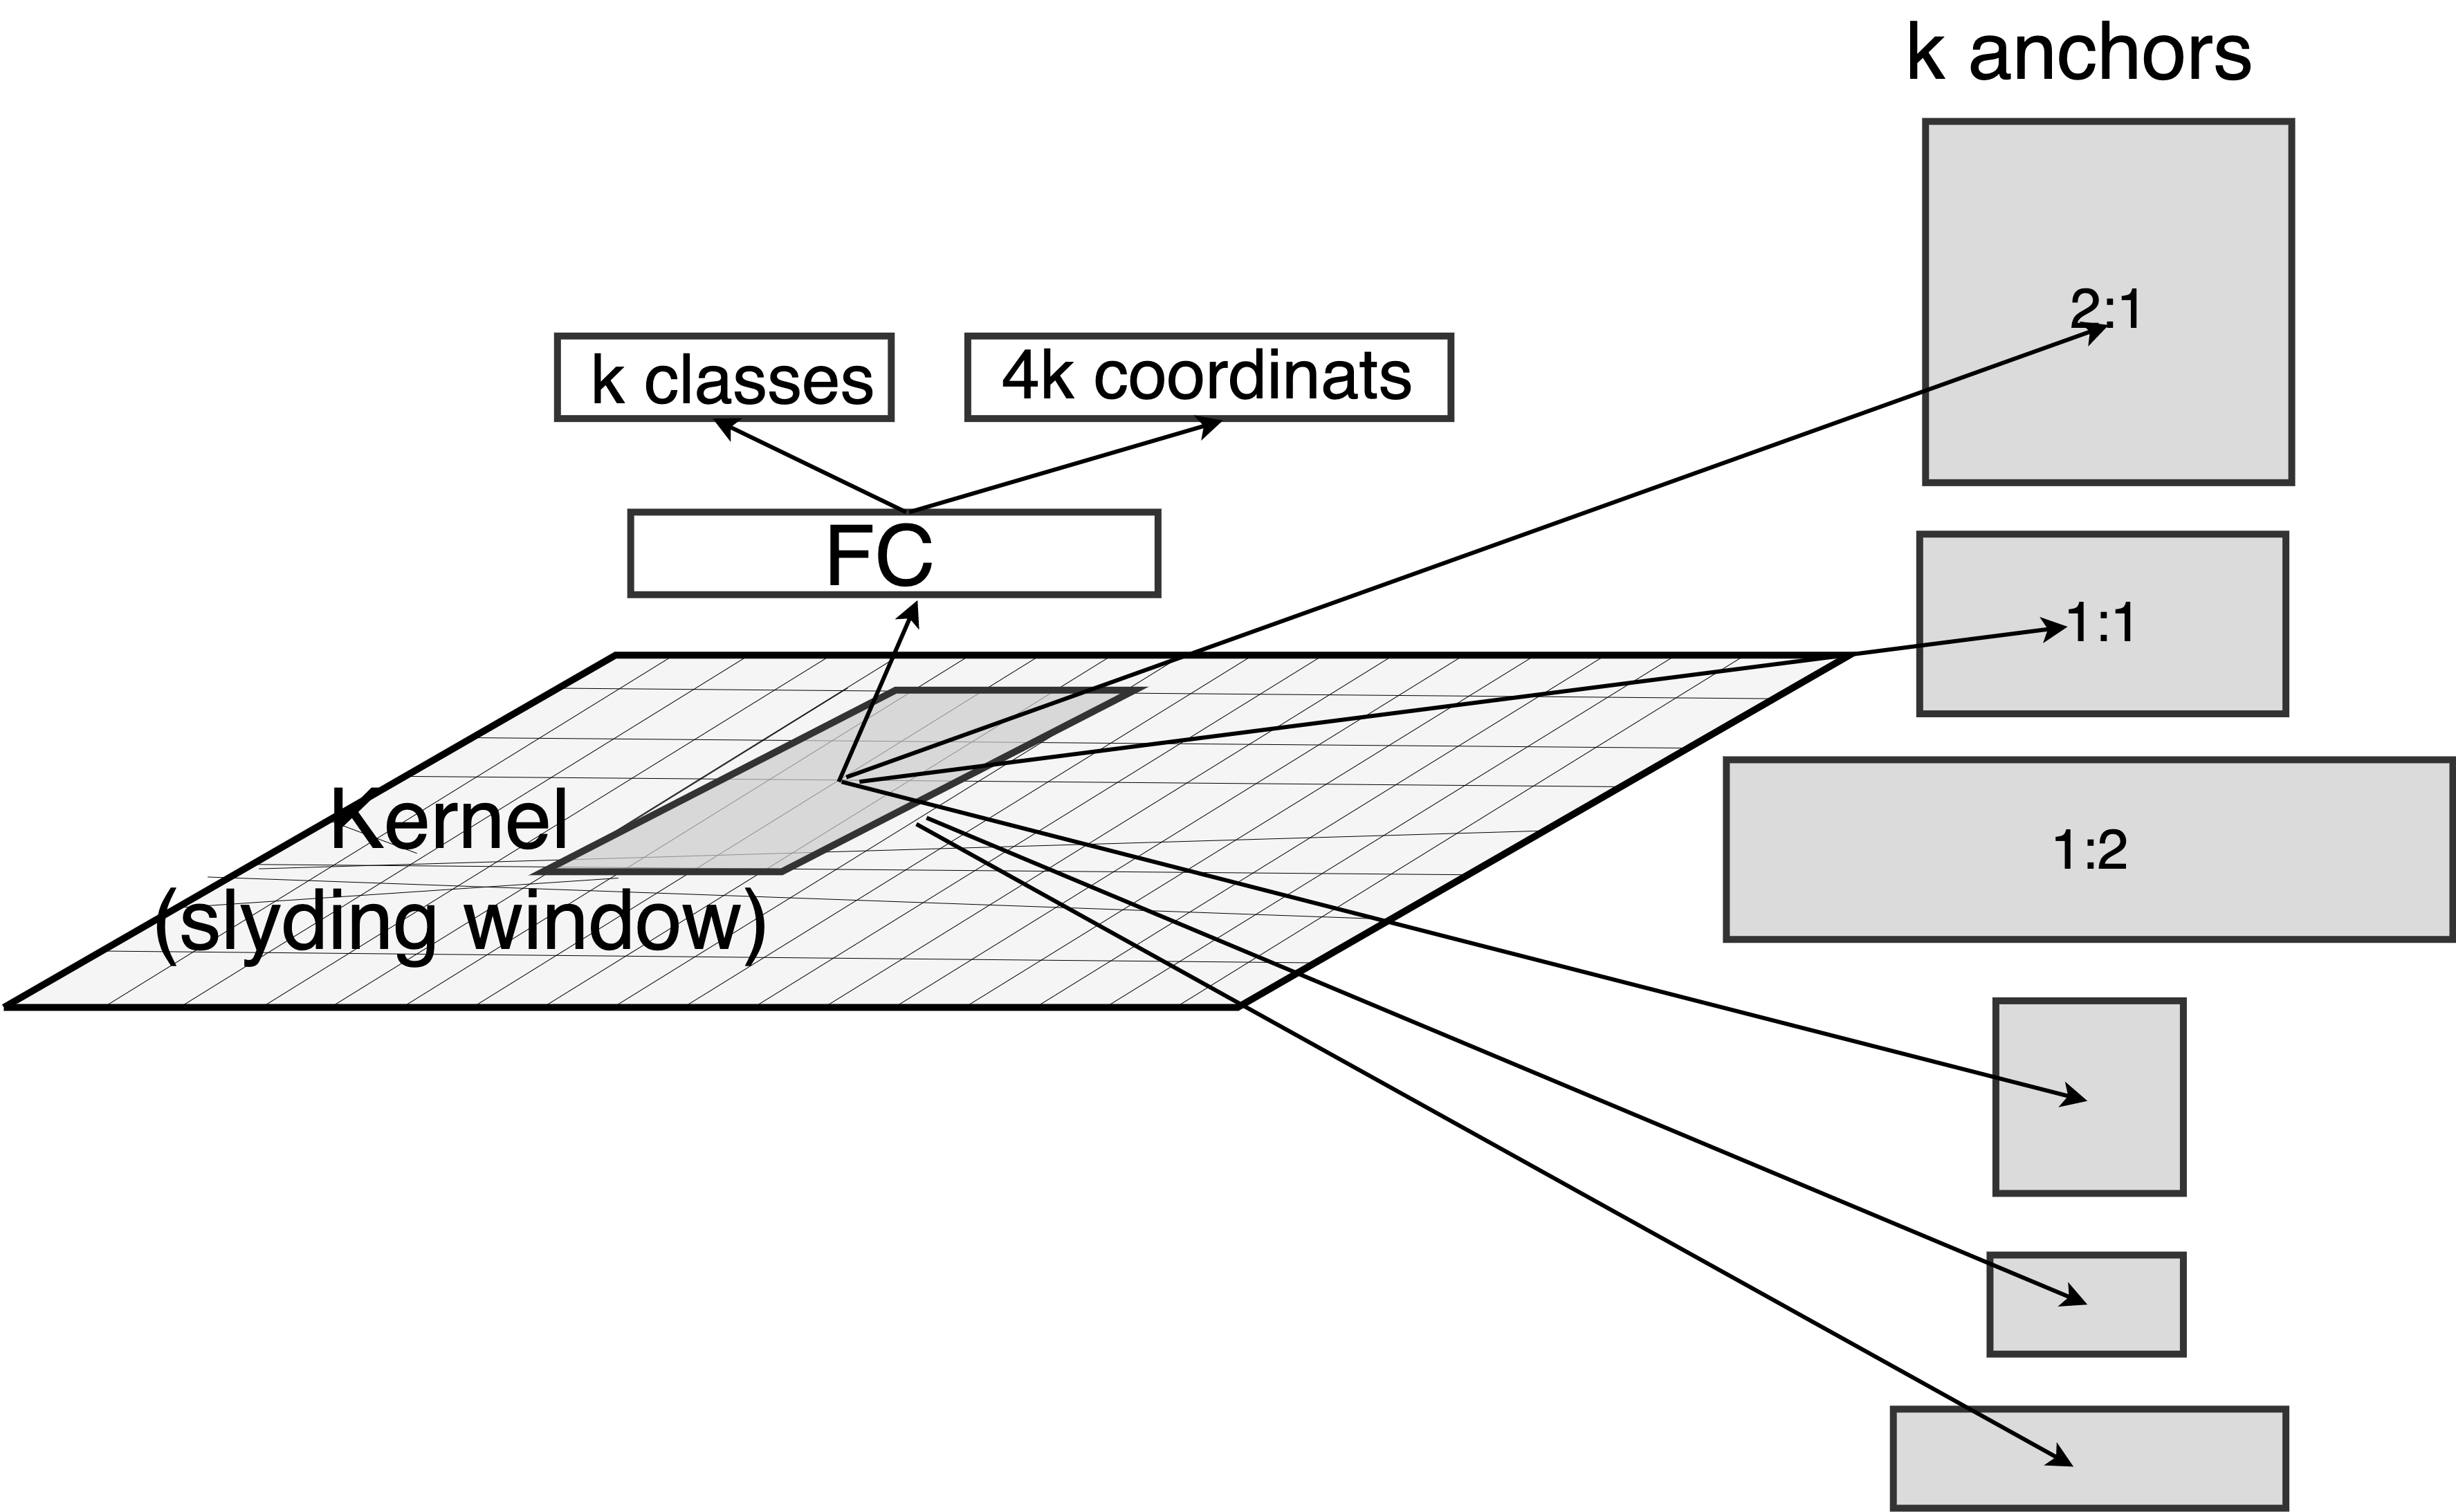 k anchors
2:1
k classes
4k coordinats
FC
1:1
Kernel
(slyding window)
1:2